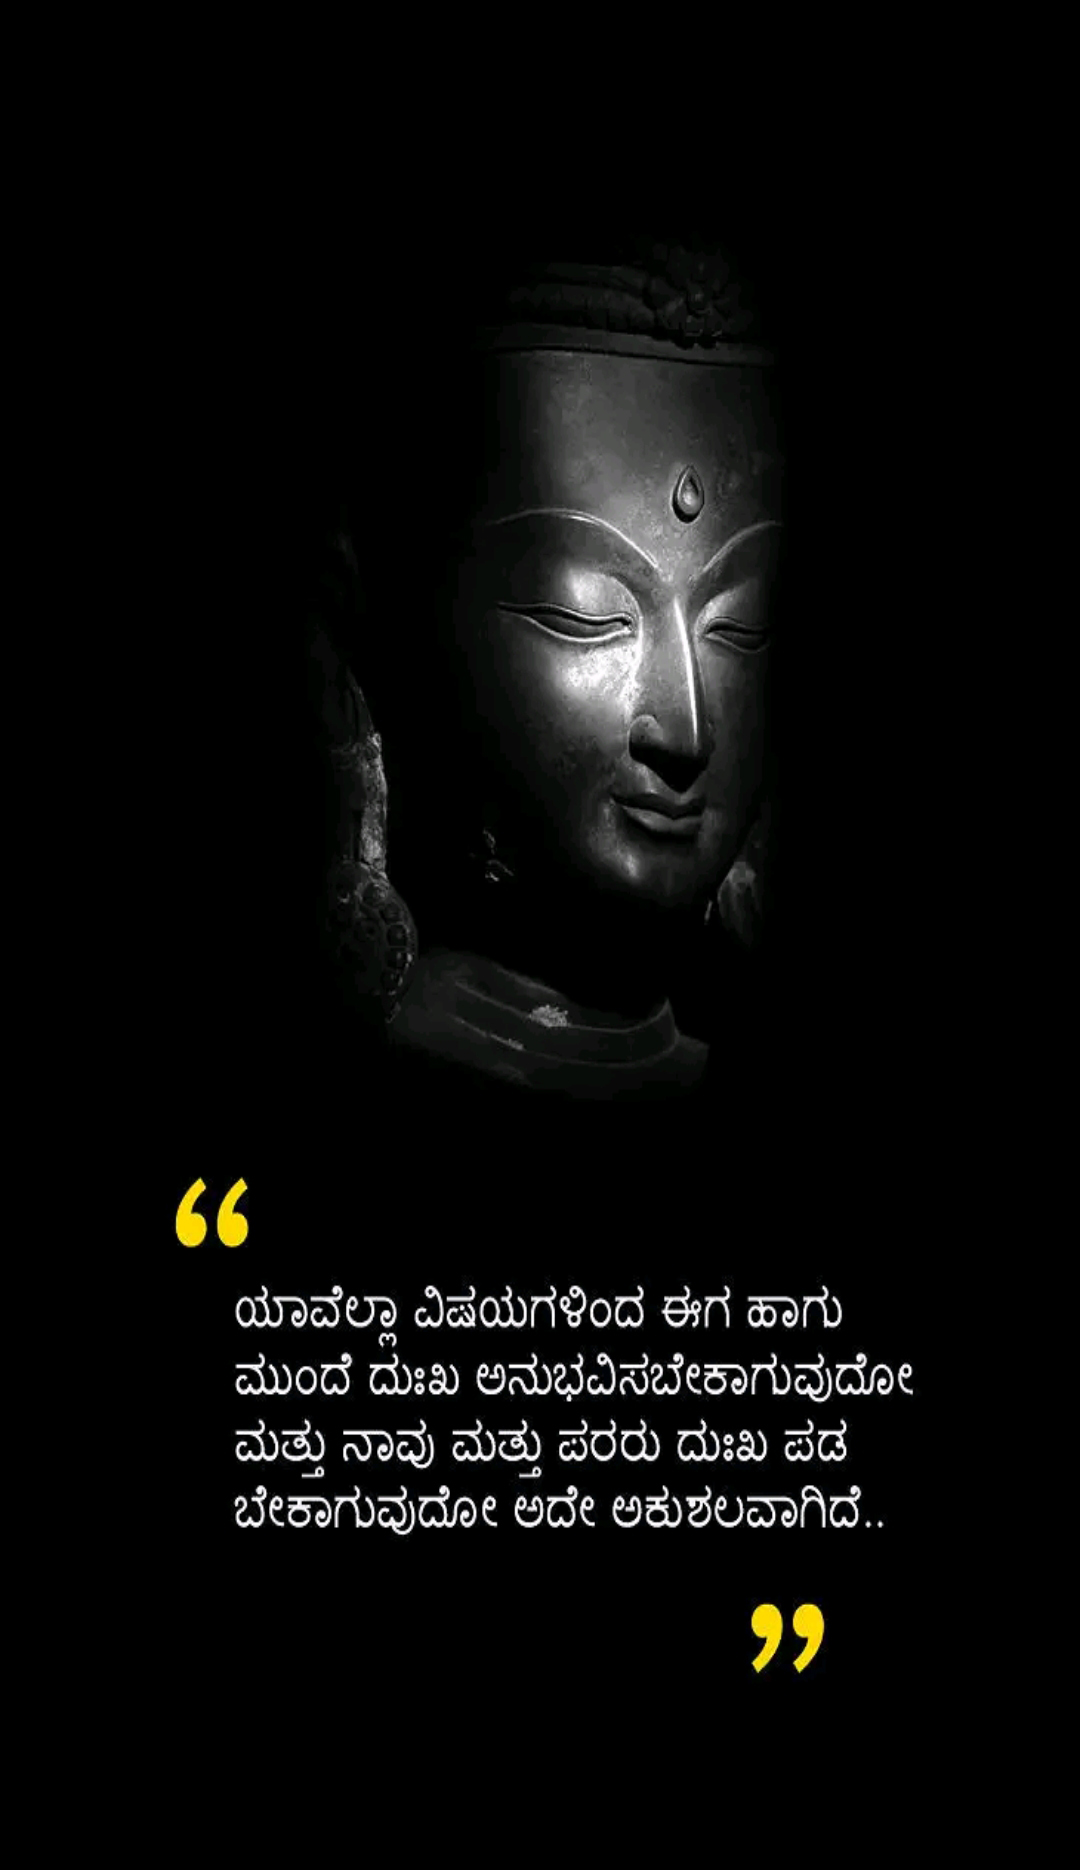 “
ಯಾವೆಲ್ಲಾ ವಿಷಯಗಳಿಂದ ಈಗ ಹಾಗು
ಮುಂದೆ ದುಃಖ ಅನುಭವಿಸಬೇಕಾಗುವುದೋ
ಮತ್ತು ನಾವು ಮತ್ತು ಪರರು ದುಃಖ ಪಡ
ಬೇಕಾಗುವುದೋ ಅದೇ ಅಕುಶಲವಾಗಿದೆ..
”